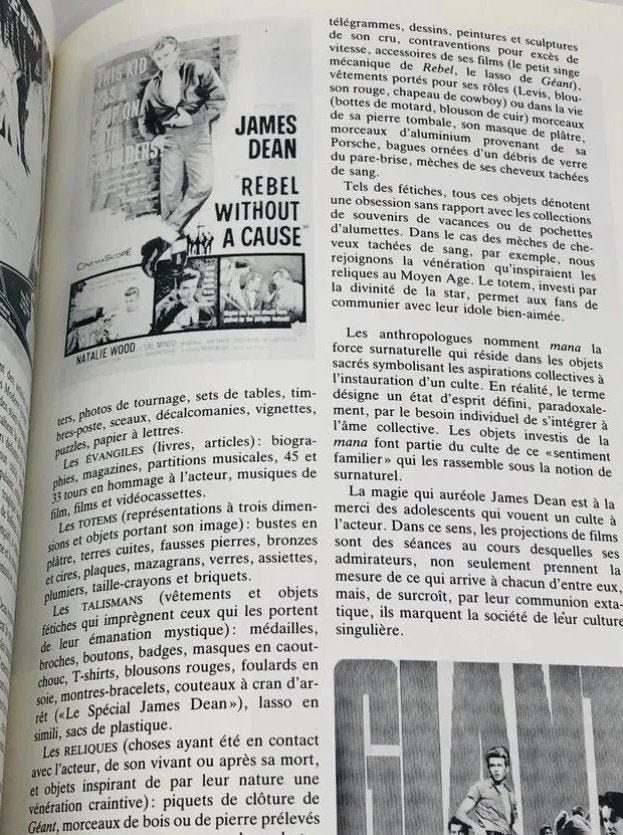 THIS KID
HAS A
CHIP ON
BOTH
SHOULDERS
JAMES
DEAN
"REBEL
WITHOUT
A CAUSE"
CINEMASCOPE
NATALIE WOOD
SAL MINEO
ters, photos de tournage, sets de tables, tim-
bres-poste, sceaux, décalcomanies, vignettes,
puzzles, papier à lettres.
Les ÉVANGILES (livres, articles) : biogra-
phies, magazines, partitions musicales, 45 et
33 tours en hommage à l'acteur, musiques de
film, films et vidéocassettes.
Les TOTEMS (représentations à trois dimen-
sions et objets portant son image) : bustes en
plâtre, terres cuites, fausses pierres, bronzes
et cires, plaques, mazagrans, verres, assiettes,
plumiers, taille-crayons et briquets.
Les TALISMANS (vêtements et objets
fétiches qui imprègnent ceux qui les portent
de leur émanation mystique) : médailles,
broches, boutons, badges, masques en caout-
chouc, T-shirts, blousons rouges, foulards en
soie, montres-bracelets, couteaux à cran d'ar-
rêt («Le Spécial James Dean»), lasso en
simili, sacs de plastique.
Les RELIQUES (choses ayant été en contact
avec l'acteur, de son vivant ou après sa mort,
et objets inspirant de par leur nature une
vénération craintive) : piquets de clôture de
Géant, morceaux de bois ou de pierre prélevés
télégrammes, dessins, peintures et sculptures
de son cru, contraventions pour excès de
vitesse, accessoires de ses films (le petit singe
mécanique de Rebel, le lasso de Géant),
vêtements portés pour ses rôles (Levis, blou-
son rouge, chapeau de cowboy) ou dans la vie
(bottes de motard, blouson de cuir) morceaux
de sa pierre tombale, son masque de plâtre,
morceaux d'aluminium provenant de sa
Porsche, bagues ornées d'un débris de verre
du pare-brise, mèches de ses cheveux tachées
de sang.
Tels des fétiches, tous ces objets dénotent
une obsession sans rapport avec les collections
de souvenirs de vacances ou de pochettes
d'alumettes. Dans le cas des mèches de che-
veux tachées de sang, par exemple, nous
rejoignons la vénération qu'inspiraient les
reliques au Moyen Age. Le totem, investi par
la divinité de la star, permet aux fans de
communier avec leur idole bien-aimée.
Les anthropologues nomment mana la
force surnaturelle qui réside dans les objets
sacrés symbolisant les aspirations collectives à
l'instauration d'un culte. En réalité, le terme
désigne un état d'esprit défini, paradoxale-
ment, par le besoin individuel de s'intégrer à
l'âme collective. Les objets investis de la
mana font partie du culte de ce «sentiment
familier» qui les rassemble sous la notion de
surnaturel.
La magie qui auréole James Dean est à la
merci des adolescents qui vouent un culte à
l'acteur. Dans ce sens, les projections de films
sont des séances au cours desquelles ses
admirateurs, non seulement prennent la
mesure de ce qui arrive à chacun d'entre eux,
mais, de surcroît, par leur communion exta-
tique, ils marquent la société de leur culture
singulière.
GIANT